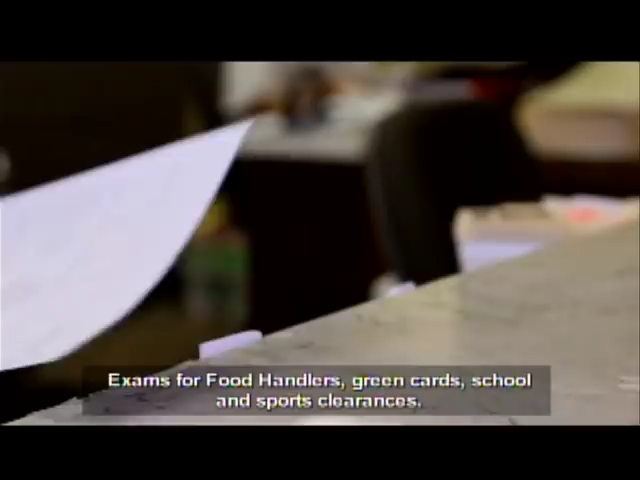 Exams for Food Handlers, green cards, school
and sports clearances.